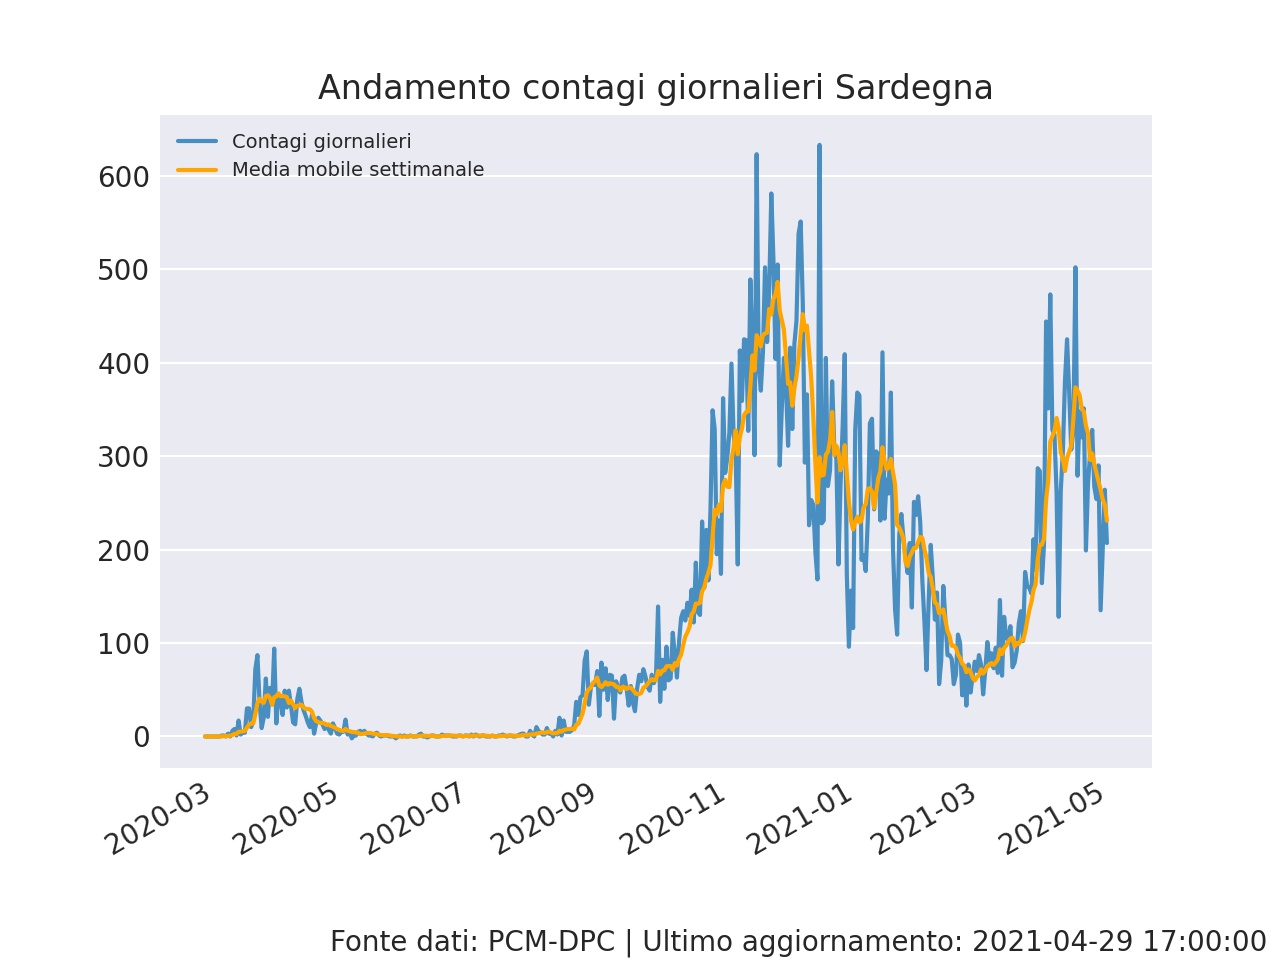 Andamento contagi giornalieri Sardegna
Contagi giornalieri
Media mobile settimanale
600
500
400
300
200
100
0
2020-03 2020-05 2020-07 2020-09 2020-11 2021-01 2021-03 2021-05
Fonte dati: PCM-DPC | Ultimo aggiornamento: 2021-04-29 17:00:00